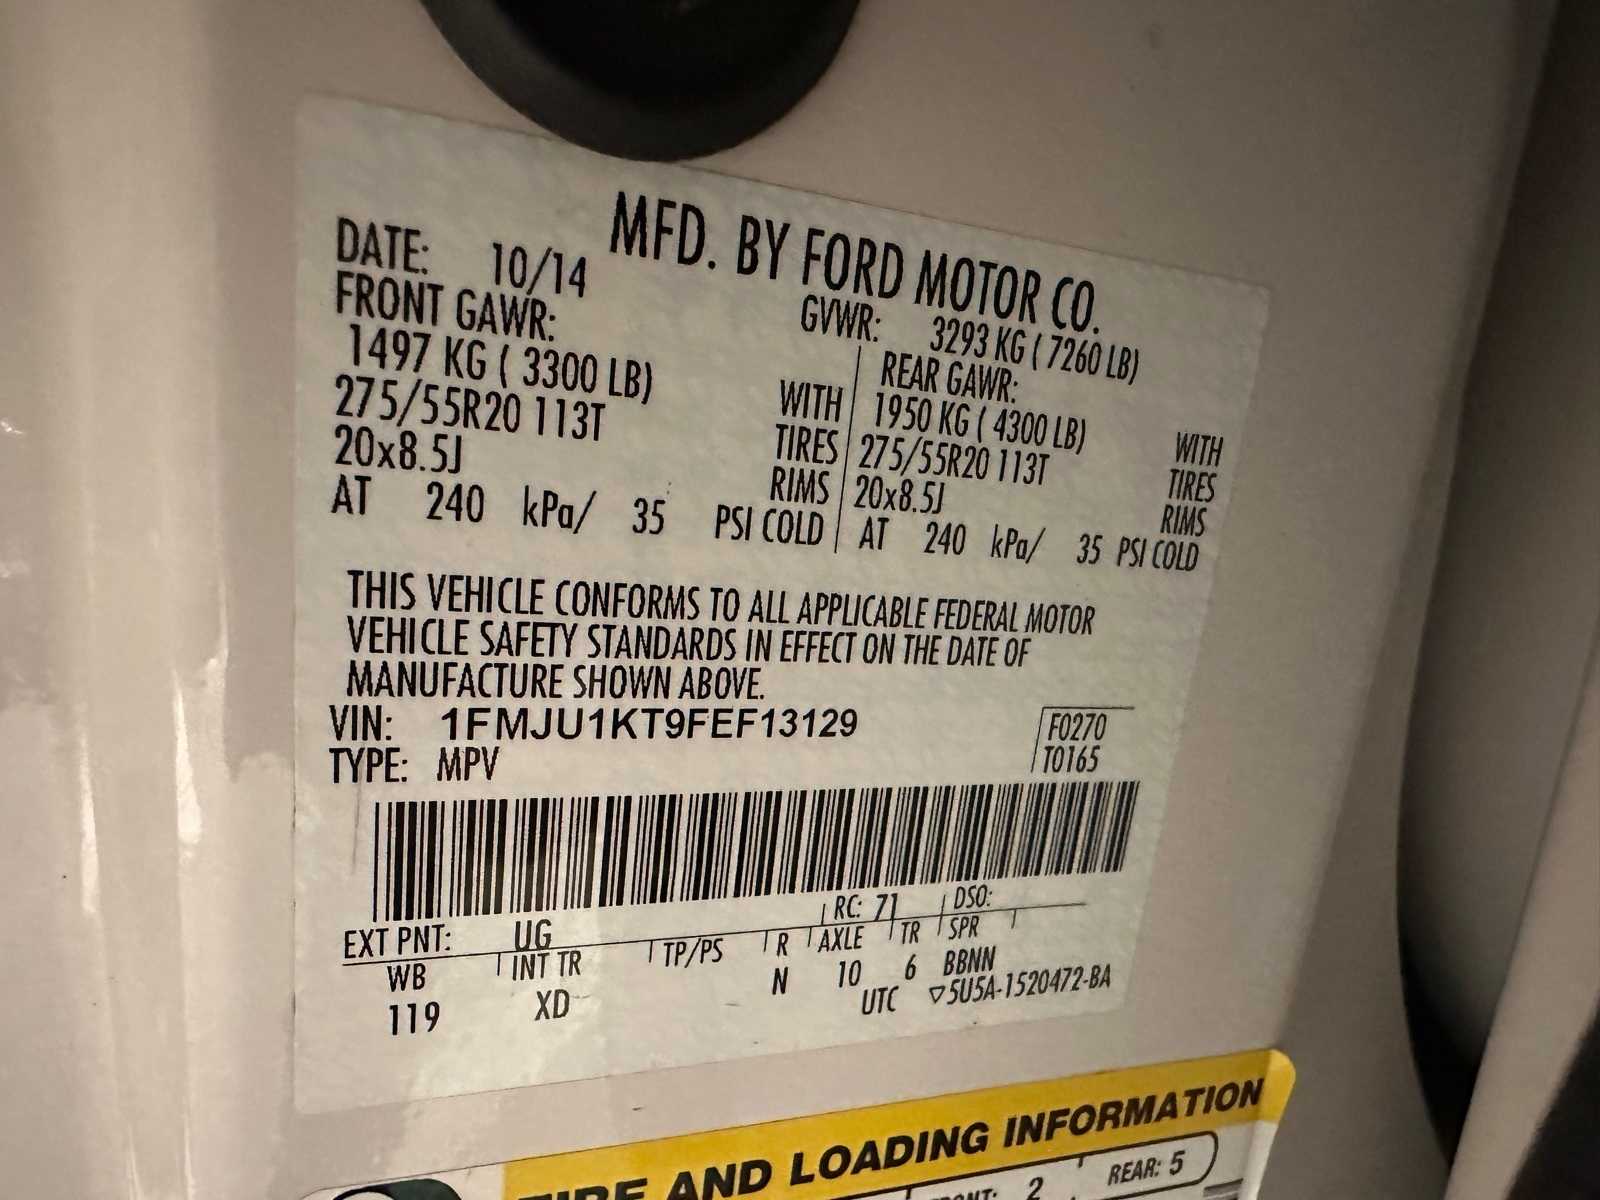 MFD. BY FORD MOTOR CO.
DATE: 10/14 GVWR: 3293 KG ( 7260 LB)
FRONT GAWR: REAR GAWR:
1497 KG ( 3300 LB) WITH 1950 KG ( 4300 LB) WITH
275/55R20 113T TIRES 275/55R20 113T TIRES
20x8.5J RIMS 20x8.5J RIMS
AT 240 kPa/ 35 PSI COLD AT 240 kPa/ 35 PSI COLD
THIS VEHICLE CONFORMS TO ALL APPLICABLE FEDERAL MOTOR
VEHICLE SAFETY STANDARDS IN EFFECT ON THE DATE OF
MANUFACTURE SHOWN ABOVE.
VIN: 1FMJU1KT9FEF13129 F0270
TYPE: MPV T0165
EXT PNT: UG RC: 71 DSO:
WB INT TR TP/PS R AXLE TR SPR
119 XD N 10 6 BBNN
UTC ▽5U5A-1520472-BA
TIRE AND LOADING INFORMATION
FRONT: 2 REAR: 5